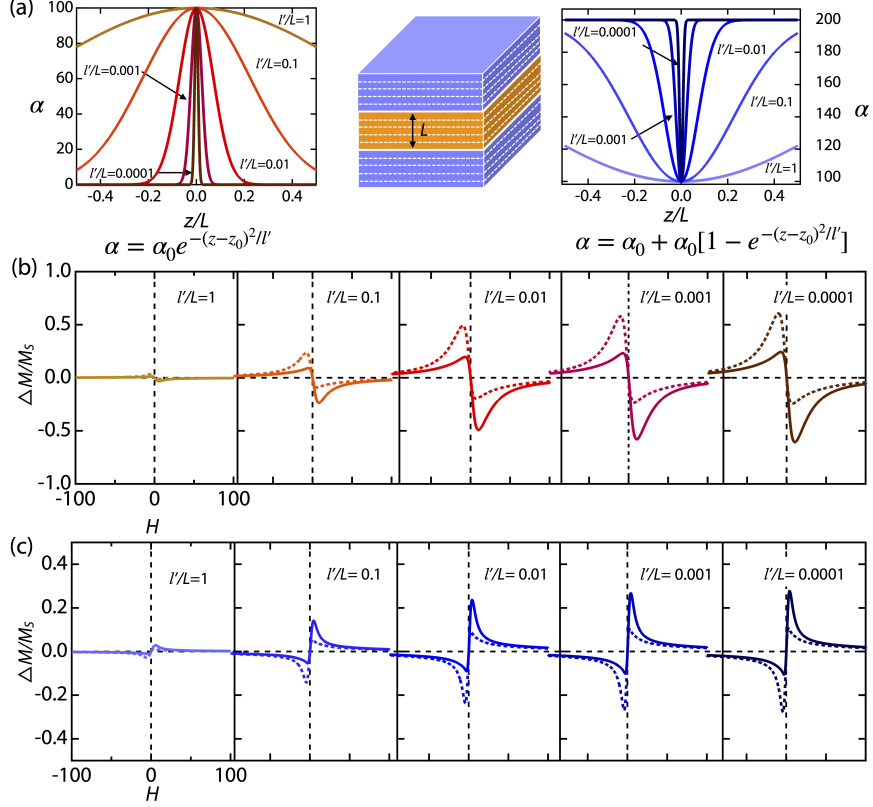 (a)
α
100
80
60
40
20
0
-0.4
-0.2
0.0
0.2
0.4
z/L
l'/L=1
l'/L=0.1
l'/L=0.001
l'/L=0.01
l'/L=0.0001
α = α₀e^{-(z-z₀)²/l'}
L
200
180
160
140
120
100
α
-0.4
-0.2
0.0
0.2
0.4
z/L
l'/L=0.0001
l'/L=0.01
l'/L=0.1
l'/L=0.001
l'/L=1
α = α₀ + α₀[1 − e^{-(z-z₀)²/l'}]
(b)
△M/M_S
1.0
0.5
0.0
-0.5
-1.0
l'/L=1
l'/L= 0.1
l'/L= 0.01
l'/L= 0.001
l'/L= 0.0001
-100
0
100
H
(c)
△M/M_S
0.4
0.2
0.0
-0.2
-0.4
l'/L=1
l'/L= 0.1
l'/L= 0.01
l'/L= 0.001
l'/L= 0.0001
-100
0
100
H